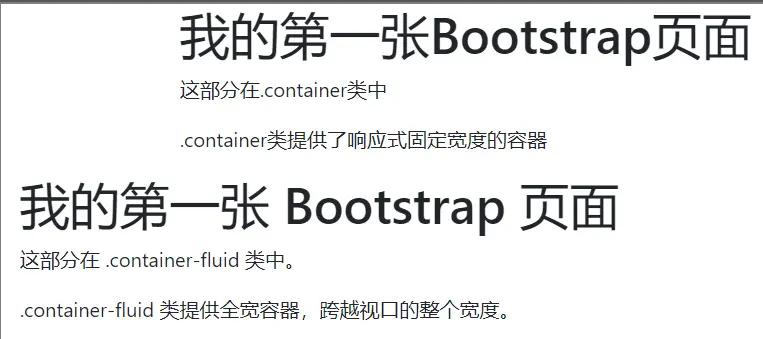 我的第一张Bootstrap页面
这部分在.container类中
.container类提供了响应式固定宽度的容器
我的第一张 Bootstrap 页面
这部分在 .container-fluid 类中。
.container-fluid 类提供全宽容器，跨越视口的整个宽度。